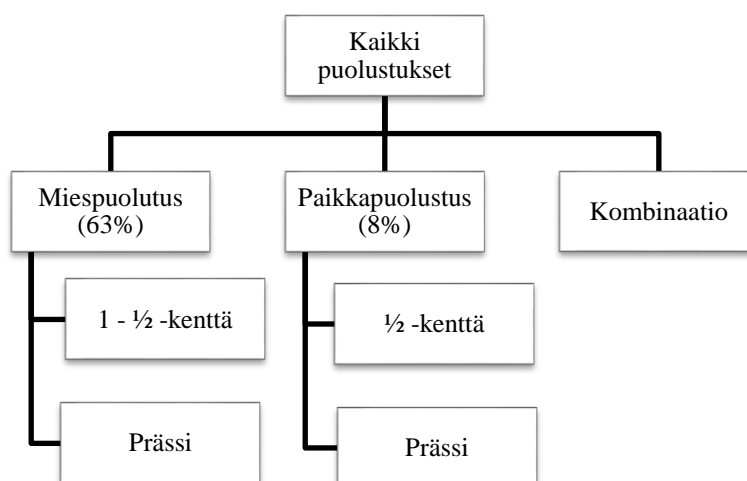 Kaikki
puolustukset
Miespuolutus
(63%)
Paikkapuolustus
(8%)
Kombinaatio
1 - ½ -kenttä
½ -kenttä
Prässi
Prässi